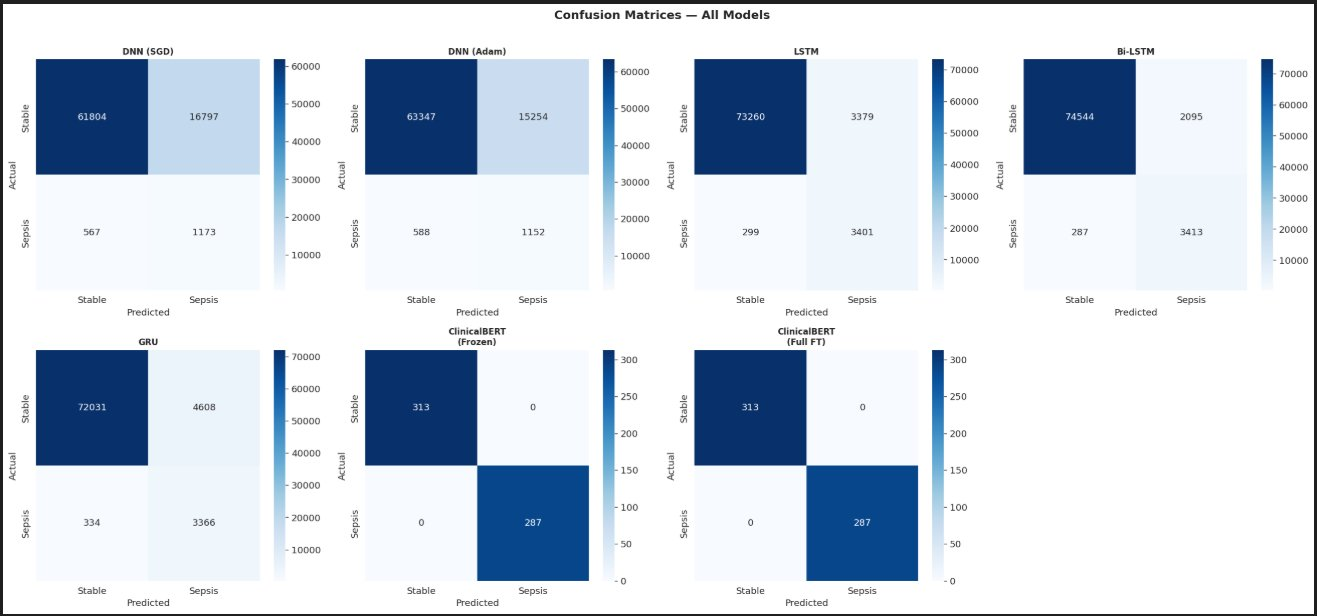 Confusion Matrices — All Models
DNN (SGD)
Stable
Sepsis
Actual
61804
16797
567
1173
Stable
Sepsis
Predicted
60000
50000
40000
30000
20000
10000
DNN (Adam)
Stable
Sepsis
Actual
63347
15254
588
1152
Stable
Sepsis
Predicted
60000
50000
40000
30000
20000
10000
LSTM
Stable
Sepsis
Actual
73260
3379
299
3401
Stable
Sepsis
Predicted
70000
60000
50000
40000
30000
20000
10000
Bi-LSTM
Stable
Sepsis
Actual
74544
2095
287
3413
Stable
Sepsis
Predicted
70000
60000
50000
40000
30000
20000
10000
GRU
Stable
Sepsis
Actual
72031
4608
334
3366
Stable
Sepsis
Predicted
70000
60000
50000
40000
30000
20000
10000
ClinicalBERT
(Frozen)
Stable
Sepsis
Actual
313
0
0
287
Stable
Sepsis
Predicted
300
250
200
150
100
50
0
ClinicalBERT
(Full FT)
Stable
Sepsis
Actual
313
0
0
287
Stable
Sepsis
Predicted
300
250
200
150
100
50
0